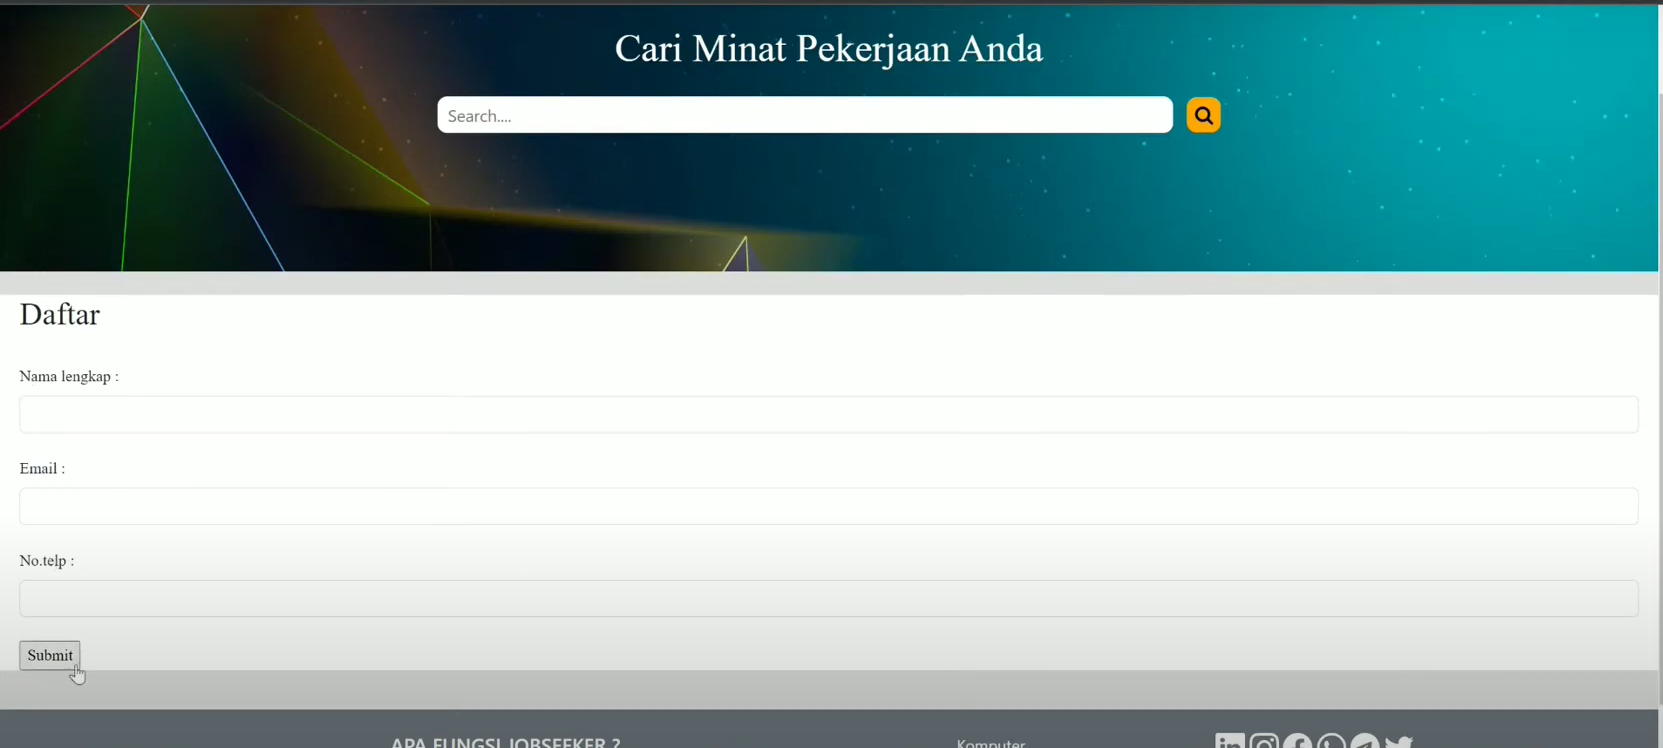 Cari Minat Pekerjaan Anda
Search....
Daftar
Nama lengkap :
Email :
No.telp :
Submit
APA FUNGSI JOBSEEKER ?
Komputer